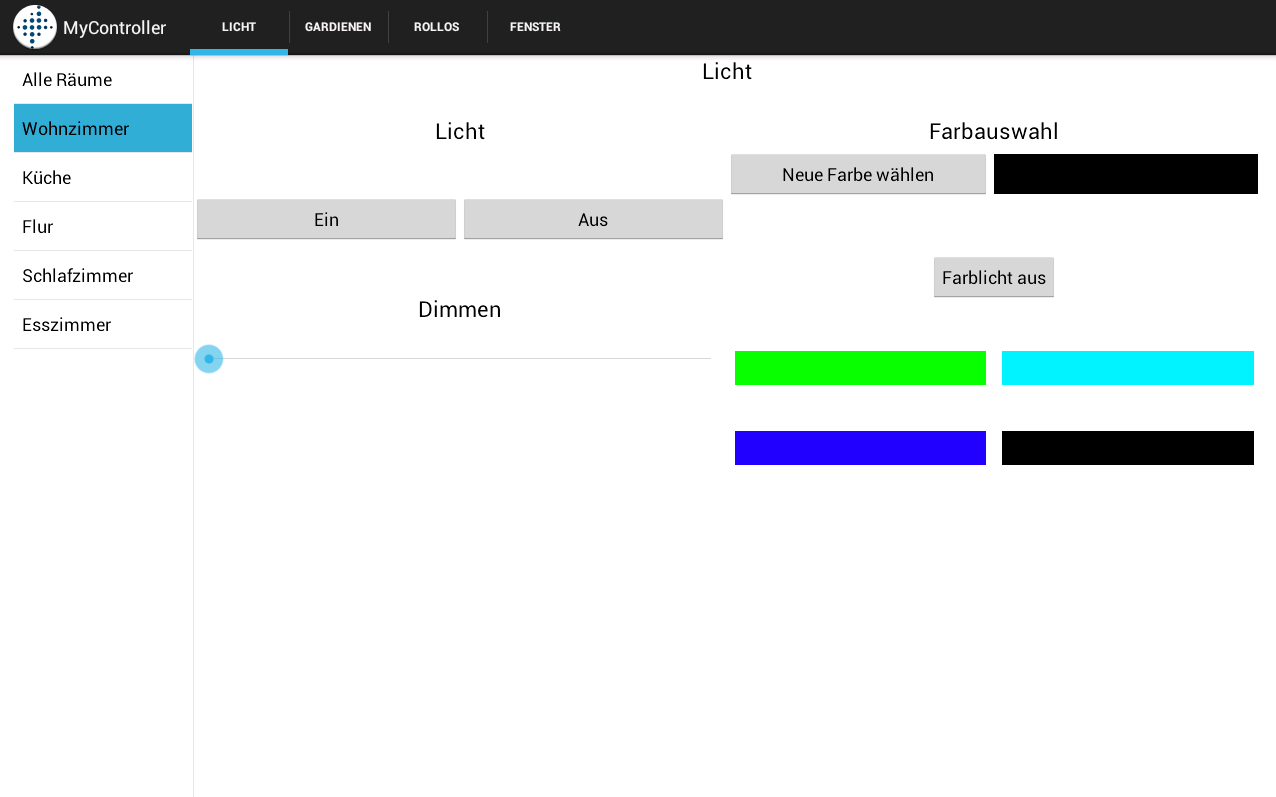 MyController
LICHT
GARDIENEN
ROLLOS
FENSTER
Alle Räume
Wohnzimmer
Küche
Flur
Schlafzimmer
Esszimmer
Licht
Licht
Ein
Aus
Dimmen
Farbauswahl
Neue Farbe wählen
Farblicht aus